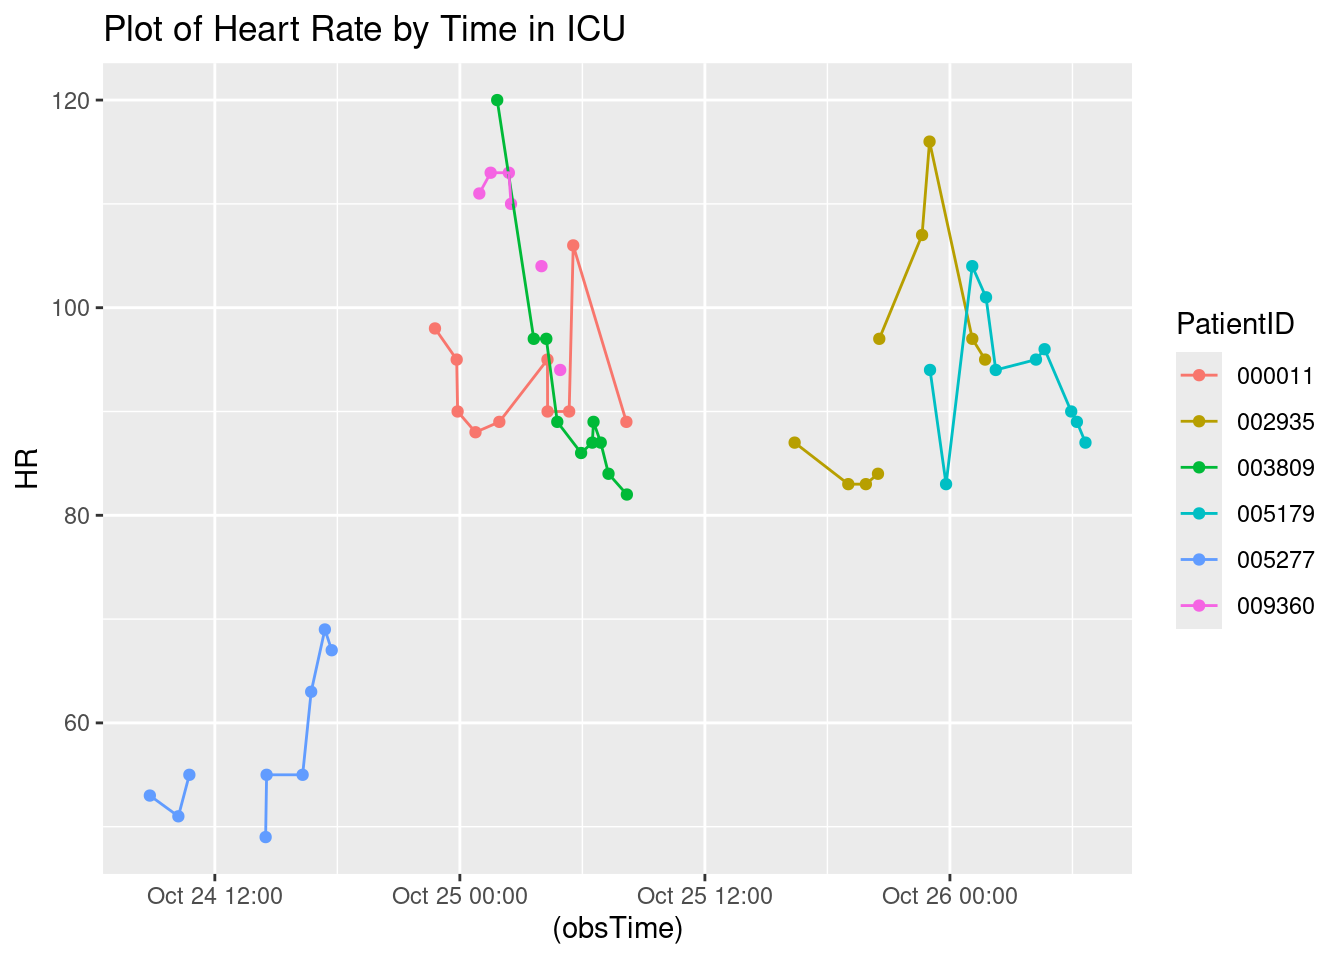 Plot of Heart Rate by Time in ICU
120
100
80
60
HR
Oct 24 12:00
Oct 25 00:00
Oct 25 12:00
Oct 26 00:00
(obsTime)
PatientID
000011
002935
003809
005179
005277
009360